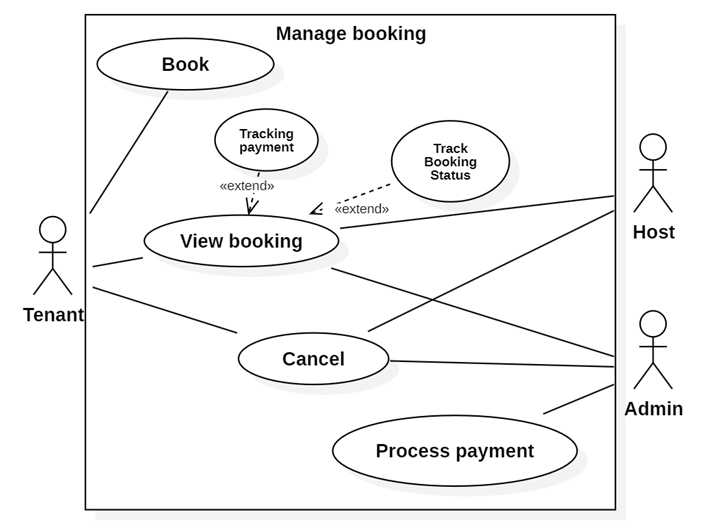 Manage booking
Book
Tracking
payment
Track
Booking
Status
«extend»
«extend»
View booking
Host
Tenant
Cancel
Admin
Process payment